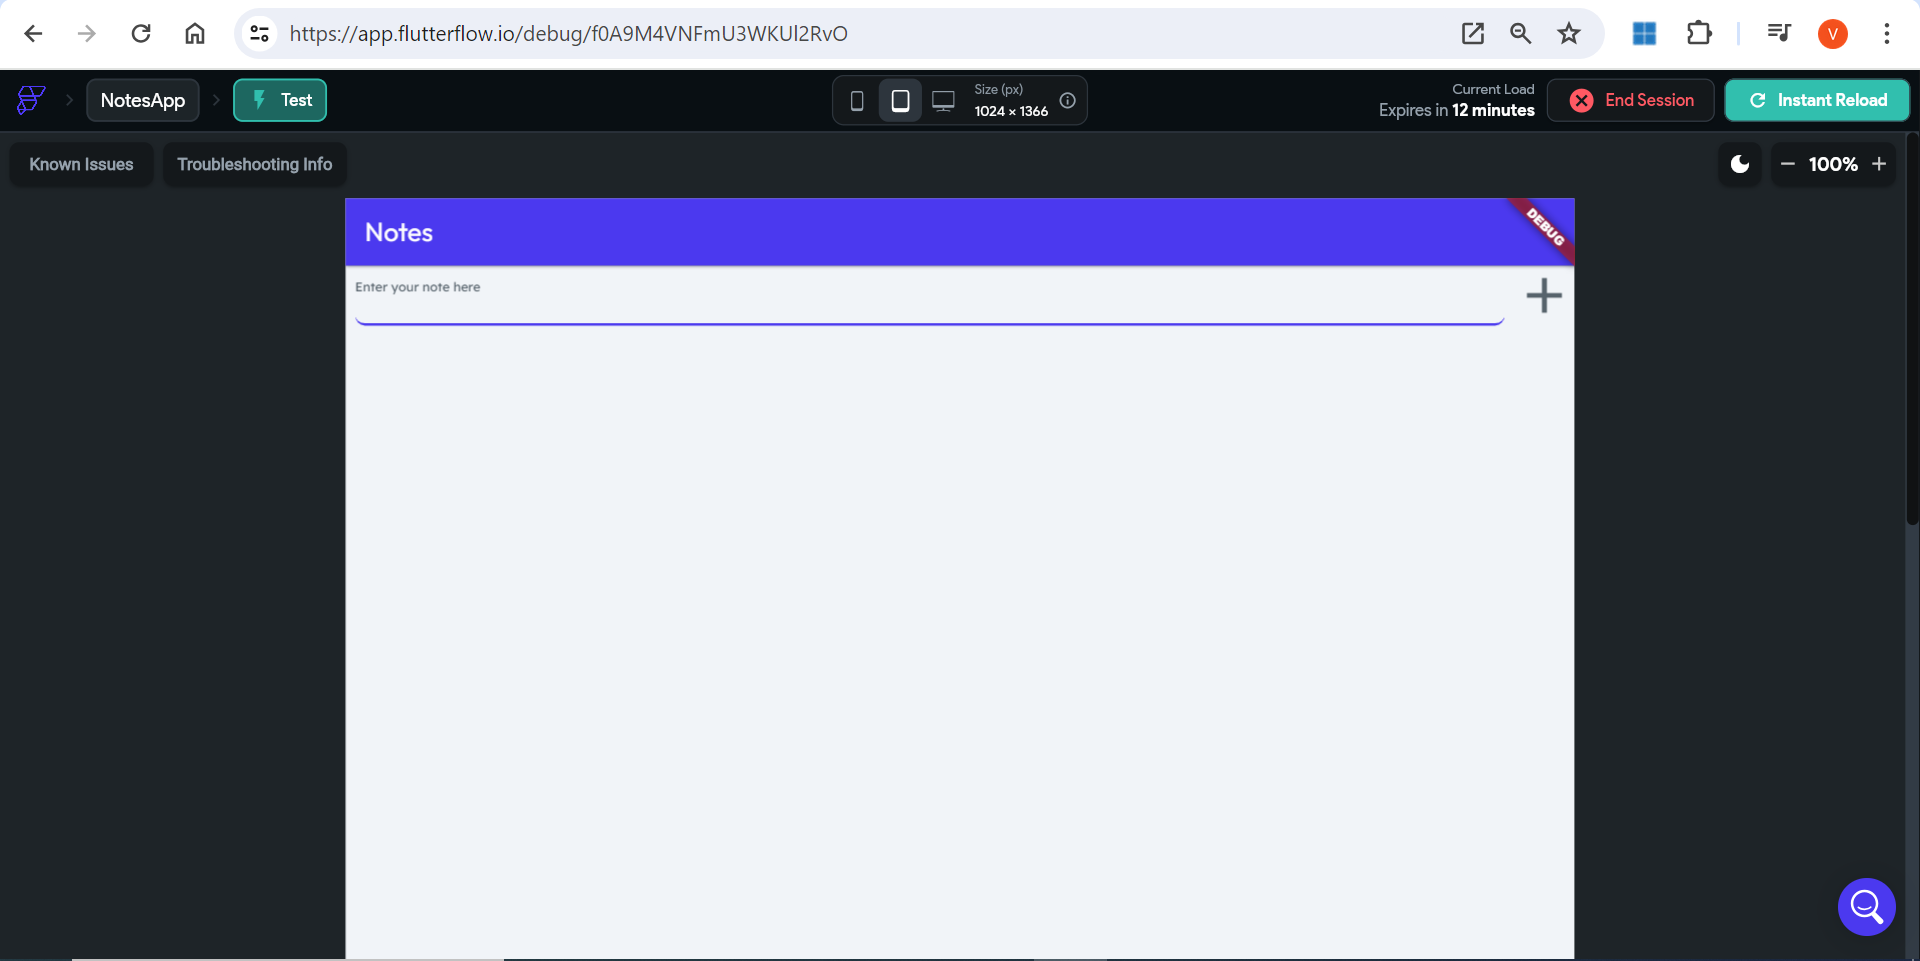 https://app.flutterflow.io/debug/f0A9M4VNFmU3WKUl2RvO
V
NotesApp
Test
Size (px)
1024 × 1366
Current Load
Expires in 12 minutes
End Session
Instant Reload
Known Issues
Troubleshooting Info
100%
Notes
DEBUG
Enter your note here